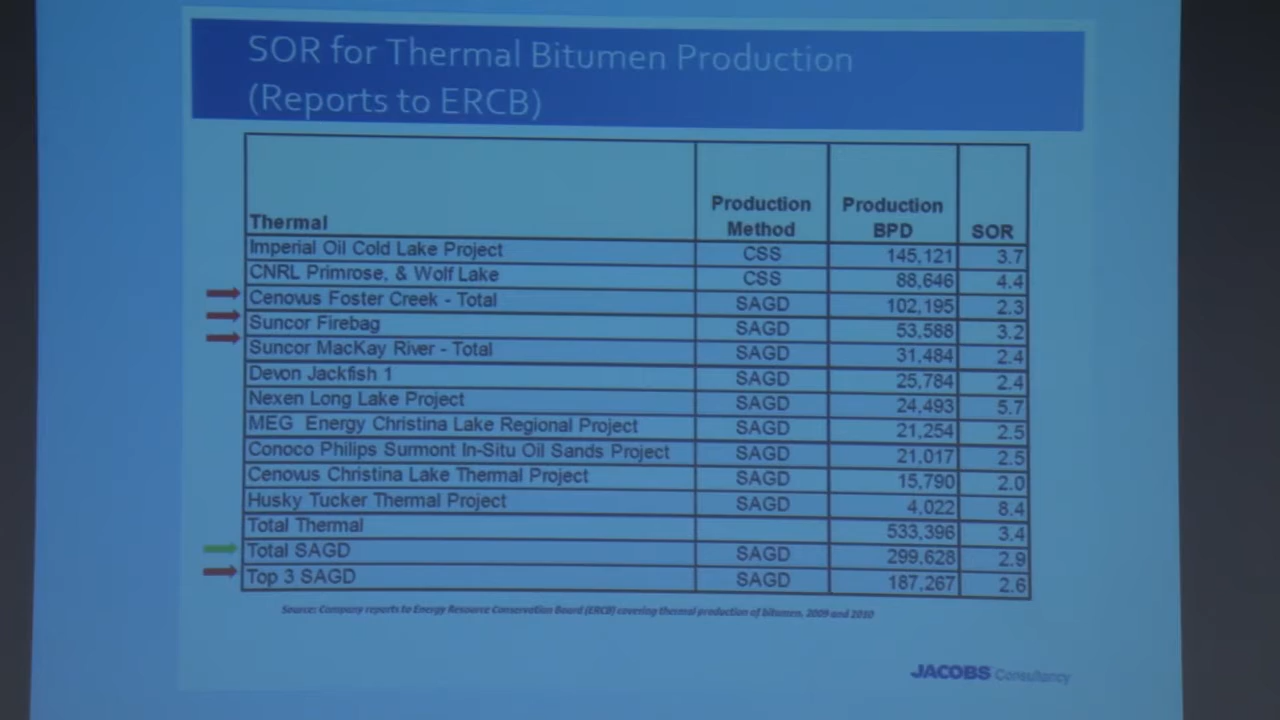 SOR for Thermal Bitumen Production
(Reports to ERCB)
Thermal Production Method Production BPD SOR
Imperial Oil Cold Lake Project CSS 145,121 3.7
CNRL Primrose, & Wolf Lake CSS 88,646 4.4
Cenovus Foster Creek - Total SAGD 102,195 2.3
Suncor Firebag SAGD 53,588 3.2
Suncor MacKay River - Total SAGD 31,484 2.4
Devon Jackfish 1 SAGD 25,784 2.4
Nexen Long Lake Project SAGD 24,493 5.7
MEG Energy Christina Lake Regional Project SAGD 21,254 2.5
Conoco Philips Surmont In-Situ Oil Sands Project SAGD 21,017 2.5
Cenovus Christina Lake Thermal Project SAGD 15,790 2.0
Husky Tucker Thermal Project SAGD 4,022 8.4
Total Thermal 533,396 3.4
Total SAGD SAGD 299,628 2.9
Top 3 SAGD SAGD 187,267 2.6
Source: Company reports to Energy Resource Conservation Board (ERCB) covering thermal production of bitumen, 2009 and 2010
JACOBS Consultancy